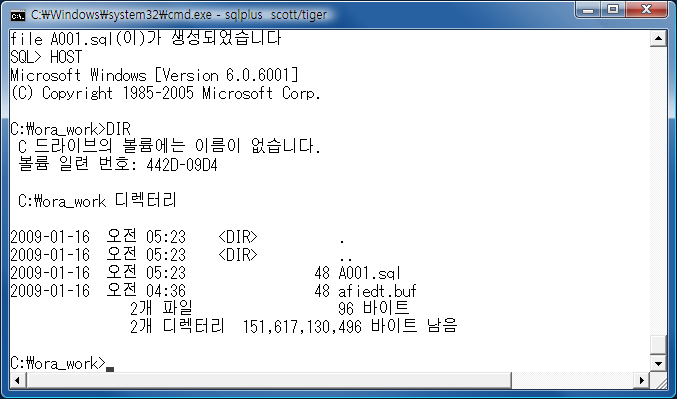 C:₩Windows₩system32₩cmd.exe - sqlplus  scott/tiger
file A001.sql(이)가 생성되었습니다
SQL> HOST
Microsoft Windows [Version 6.0.6001]
(C) Copyright 1985-2005 Microsoft Corp.
C:₩ora_work>DIR
C 드라이브의 볼륨에는 이름이 없습니다.
볼륨 일련 번호: 442D-09D4
C:₩ora_work 디렉터리
2009-01-16  오전 05:23    <DIR>          .
2009-01-16  오전 05:23    <DIR>          ..
2009-01-16  오전 05:23                48 A001.sql
2009-01-16  오전 04:36                48 afiedt.buf
2개 파일                  96 바이트
2개 디렉터리  151,617,130,496 바이트 남음
C:₩ora_work>